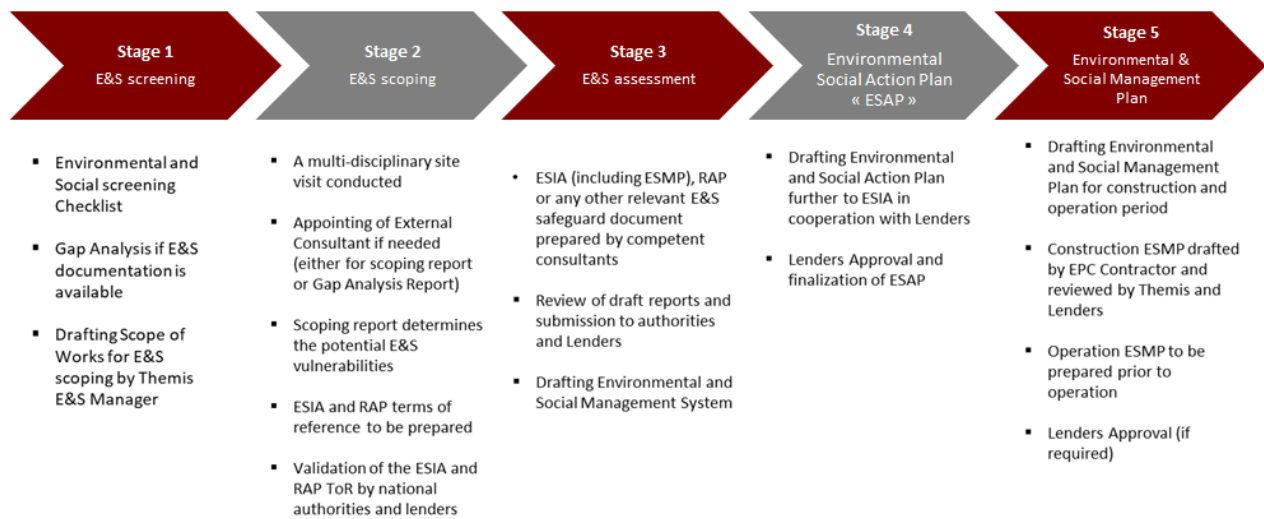 Stage 1
E&S screening
Stage 2
E&S scoping
Stage 3
E&S assessment
Stage 4
Environmental
Social Action Plan
« ESAP »
Stage 5
Environmental &
Social Management
Plan
▪ Environmental and
Social screening
Checklist
▪ Gap Analysis if E&S
documentation is
available
▪ Drafting Scope of
Works for E&S
scoping by Themis
E&S Manager
▪ A multi-disciplinary site
visit conducted
▪ Appointing of External
Consultant if needed
(either for scoping report
or Gap Analysis Report)
▪ Scoping report determines
the potential E&S
vulnerabilities
▪ ESIA and RAP terms of
reference to be prepared
▪ Validation of the ESIA and
RAP ToR by national
authorities and lenders
• ESIA (including ESMP), RAP
or any other relevant E&S
safeguard document
prepared by competent
consultants
▪ Review of draft reports and
submission to authorities
and Lenders
▪ Drafting Environmental and
Social Management System
▪ Drafting Environmental
and Social Action Plan
further to ESIA in
cooperation with Lenders
▪ Lenders Approval and
finalization of ESAP
▪ Drafting Environmental
and Social Management
Plan for construction and
operation period
▪ Construction ESMP drafted
by EPC Contractor and
reviewed by Themis and
Lenders
▪ Operation ESMP to be
prepared prior to
operation
▪ Lenders Approval (if
required)